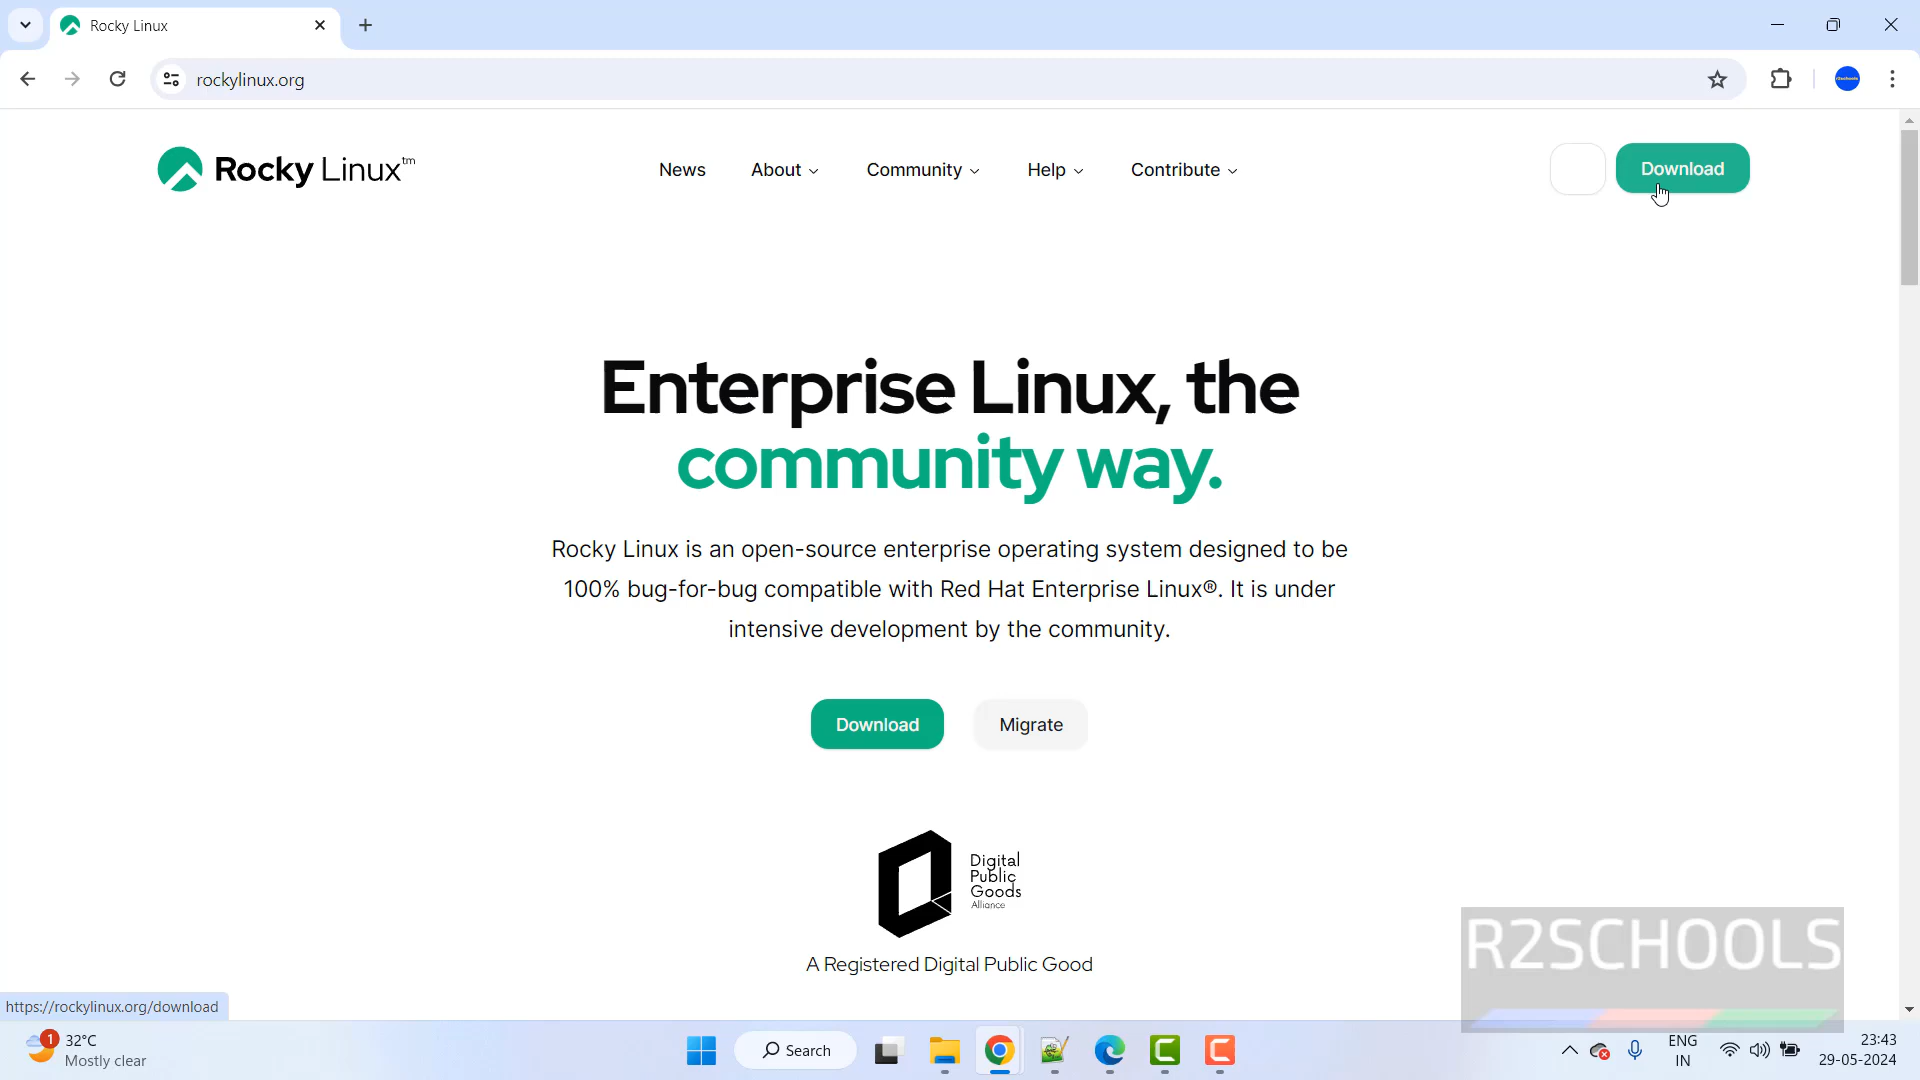 Rocky Linux
rockylinux.org
Rocky Linux™
News
About
Community
Help
Contribute
Download
Enterprise Linux, the
community way.
Rocky Linux is an open-source enterprise operating system designed to be
100% bug-for-bug compatible with Red Hat Enterprise Linux®. It is under
intensive development by the community.
Download
Migrate
Digital
Public
Goods
Alliance
A Registered Digital Public Good
R2SCHOOLS
https://rockylinux.org/download
1
32°C
Mostly clear
Search
ENG
IN
23:43
29-05-2024